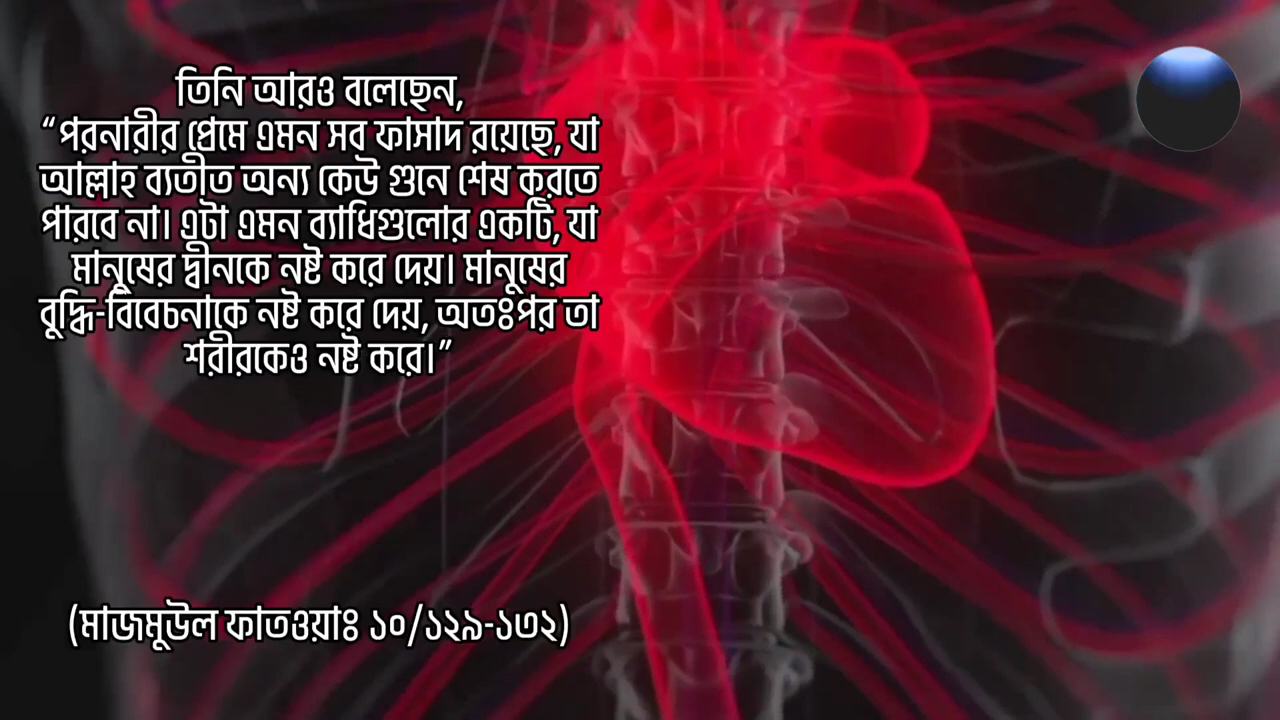 তিনি আরও বলেছেন,
“পরনারীর প্রেমে এমন সব ফাসাদ রয়েছে, যা
আল্লাহ ব্যতীত অন্য কেউ গুনে শেষ করতে
পারবে না। এটা এমন ব্যাধিগুলোর একটি, যা
মানুষের দ্বীনকে নষ্ট করে দেয়। মানুষের
বুদ্ধি-বিবেচনাকে নষ্ট করে দেয়, অতঃপর তা
শরীরকেও নষ্ট করে।”
(মাজমুউল ফাতওয়াঃ ১০/১২৯-১৩২)